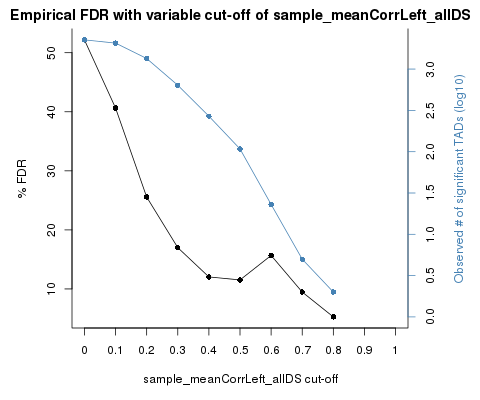 Empirical FDR with variable cut-off of sample_meanCorrLeft_allDS
50
40
30
20
10
% FDR
3.0
2.5
2.0
1.5
1.0
0.5
0.0
Observed # of significant TADs (log10)
0 0.1 0.2 0.3 0.4 0.5 0.6 0.7 0.8 0.9 1
sample_meanCorrLeft_allDS cut-off